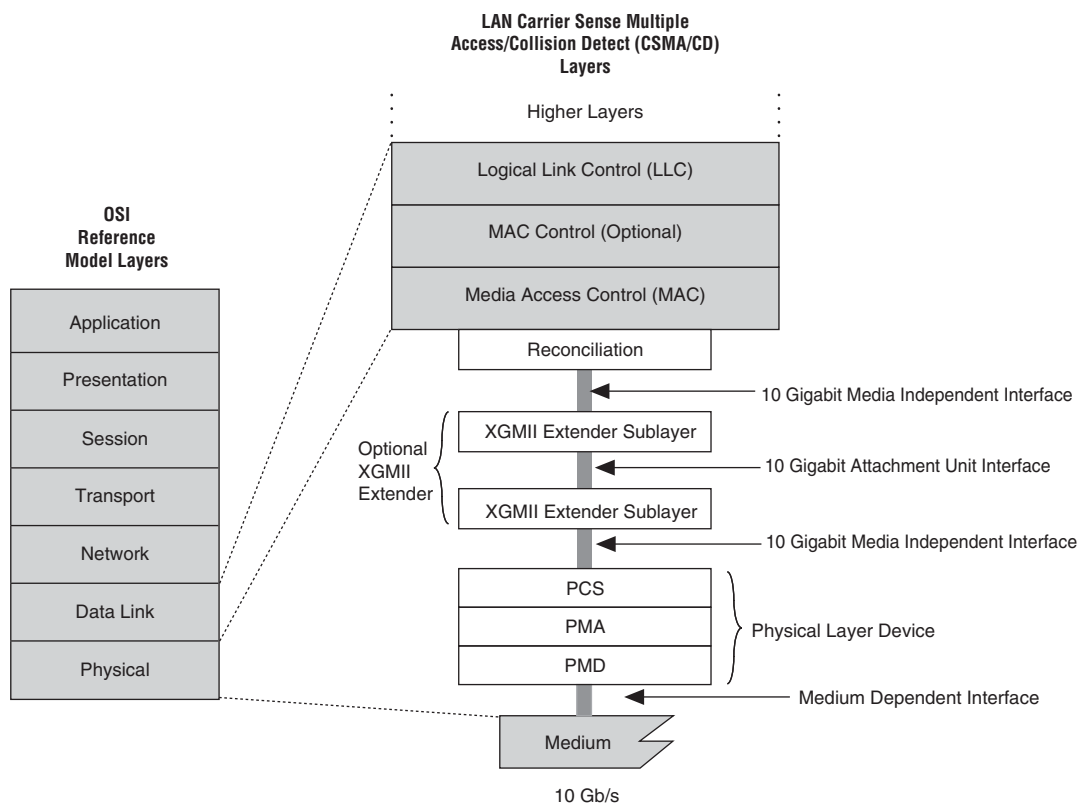 LAN Carrier Sense Multiple
Access/Collision Detect (CSMA/CD)
Layers
Higher Layers
Logical Link Control (LLC)
MAC Control (Optional)
Media Access Control (MAC)
OSI
Reference
Model Layers
Application
Presentation
Session
Transport
Network
Data Link
Physical
Reconciliation
10 Gigabit Media Independent Interface
Optional
XGMII
Extender
XGMII Extender Sublayer
10 Gigabit Attachment Unit Interface
XGMII Extender Sublayer
10 Gigabit Media Independent Interface
PCS
PMA
PMD
Physical Layer Device
Medium Dependent Interface
Medium
10 Gb/s